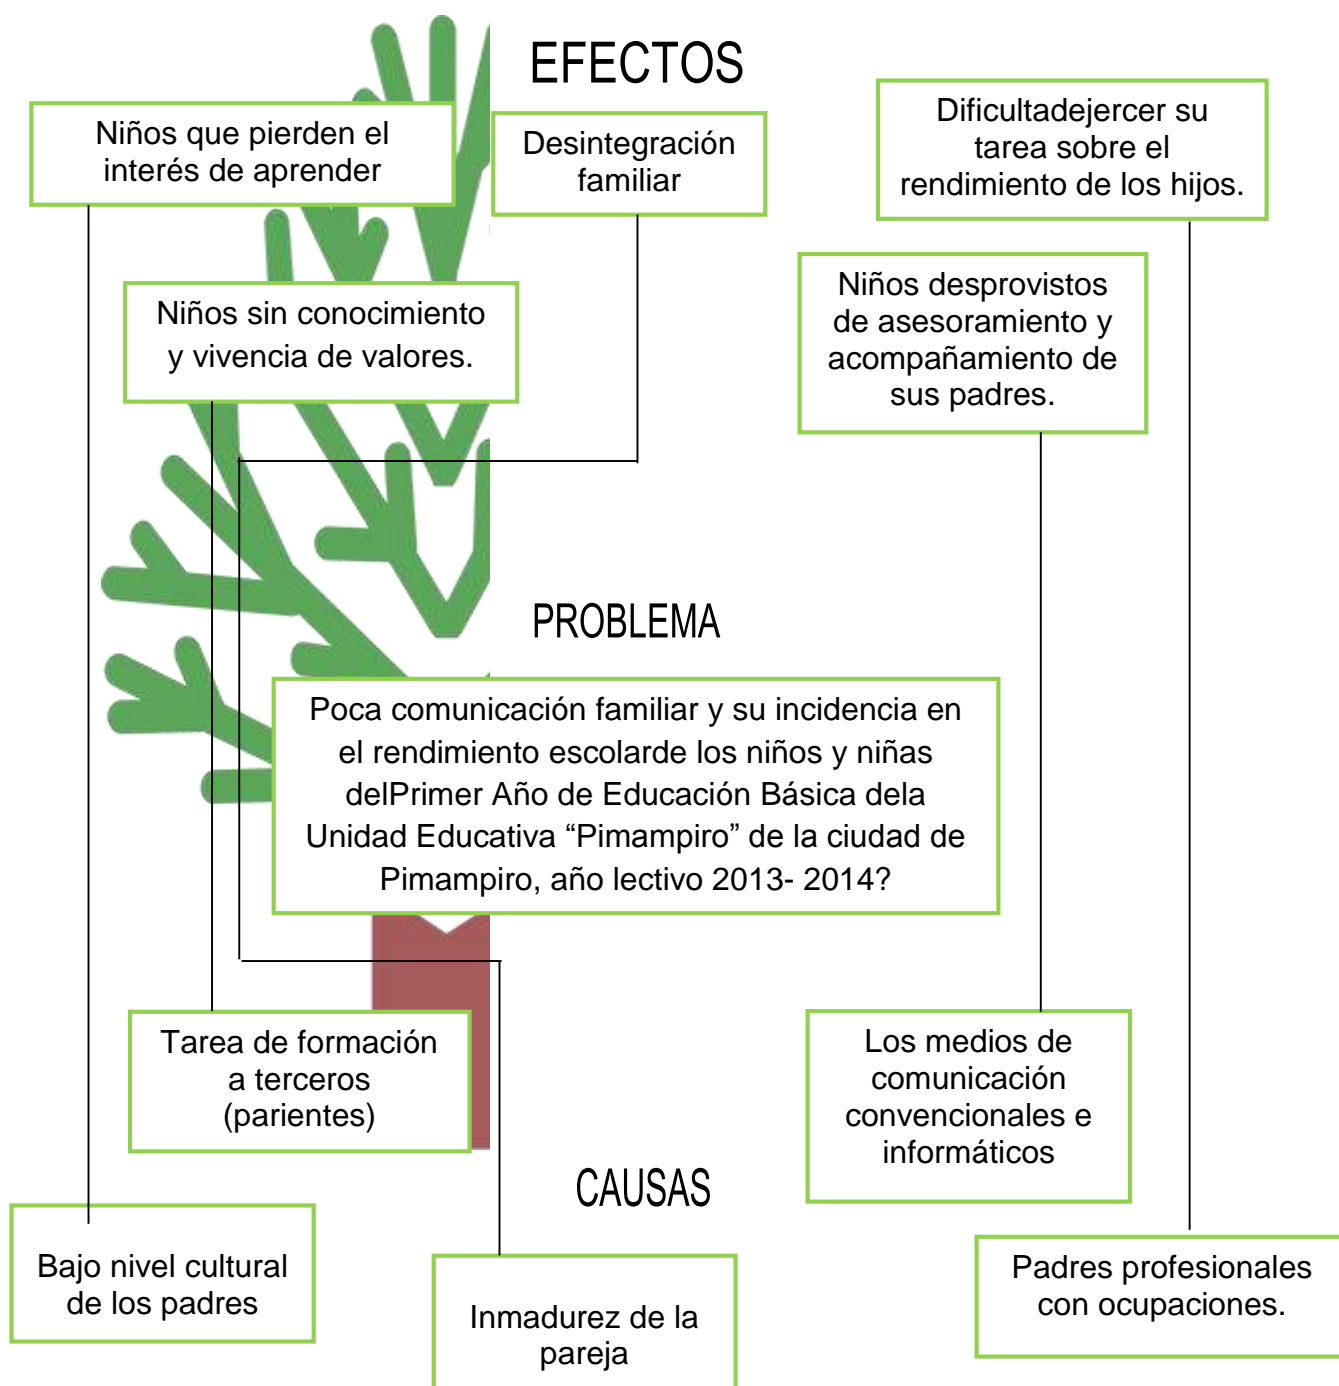 EFECTOS
Niños que pierden el
interés de aprender
Desintegración
familiar
Dificultadejercer su
tarea sobre el
rendimiento de los hijos.
Niños sin conocimiento
y vivencia de valores.
Niños desprovistos
de asesoramiento y
acompañamiento de
sus padres.
PROBLEMA
Poca comunicación familiar y su incidencia en
el rendimiento escolarde los niños y niñas
delPrimer Año de Educación Básica dela
Unidad Educativa “Pimampiro” de la ciudad de
Pimampiro, año lectivo 2013- 2014?
Tarea de formación
a terceros
(parientes)
Los medios de
comunicación
convencionales e
informáticos
CAUSAS
Bajo nivel cultural
de los padres
Inmadurez de la
pareja
Padres profesionales
con ocupaciones.